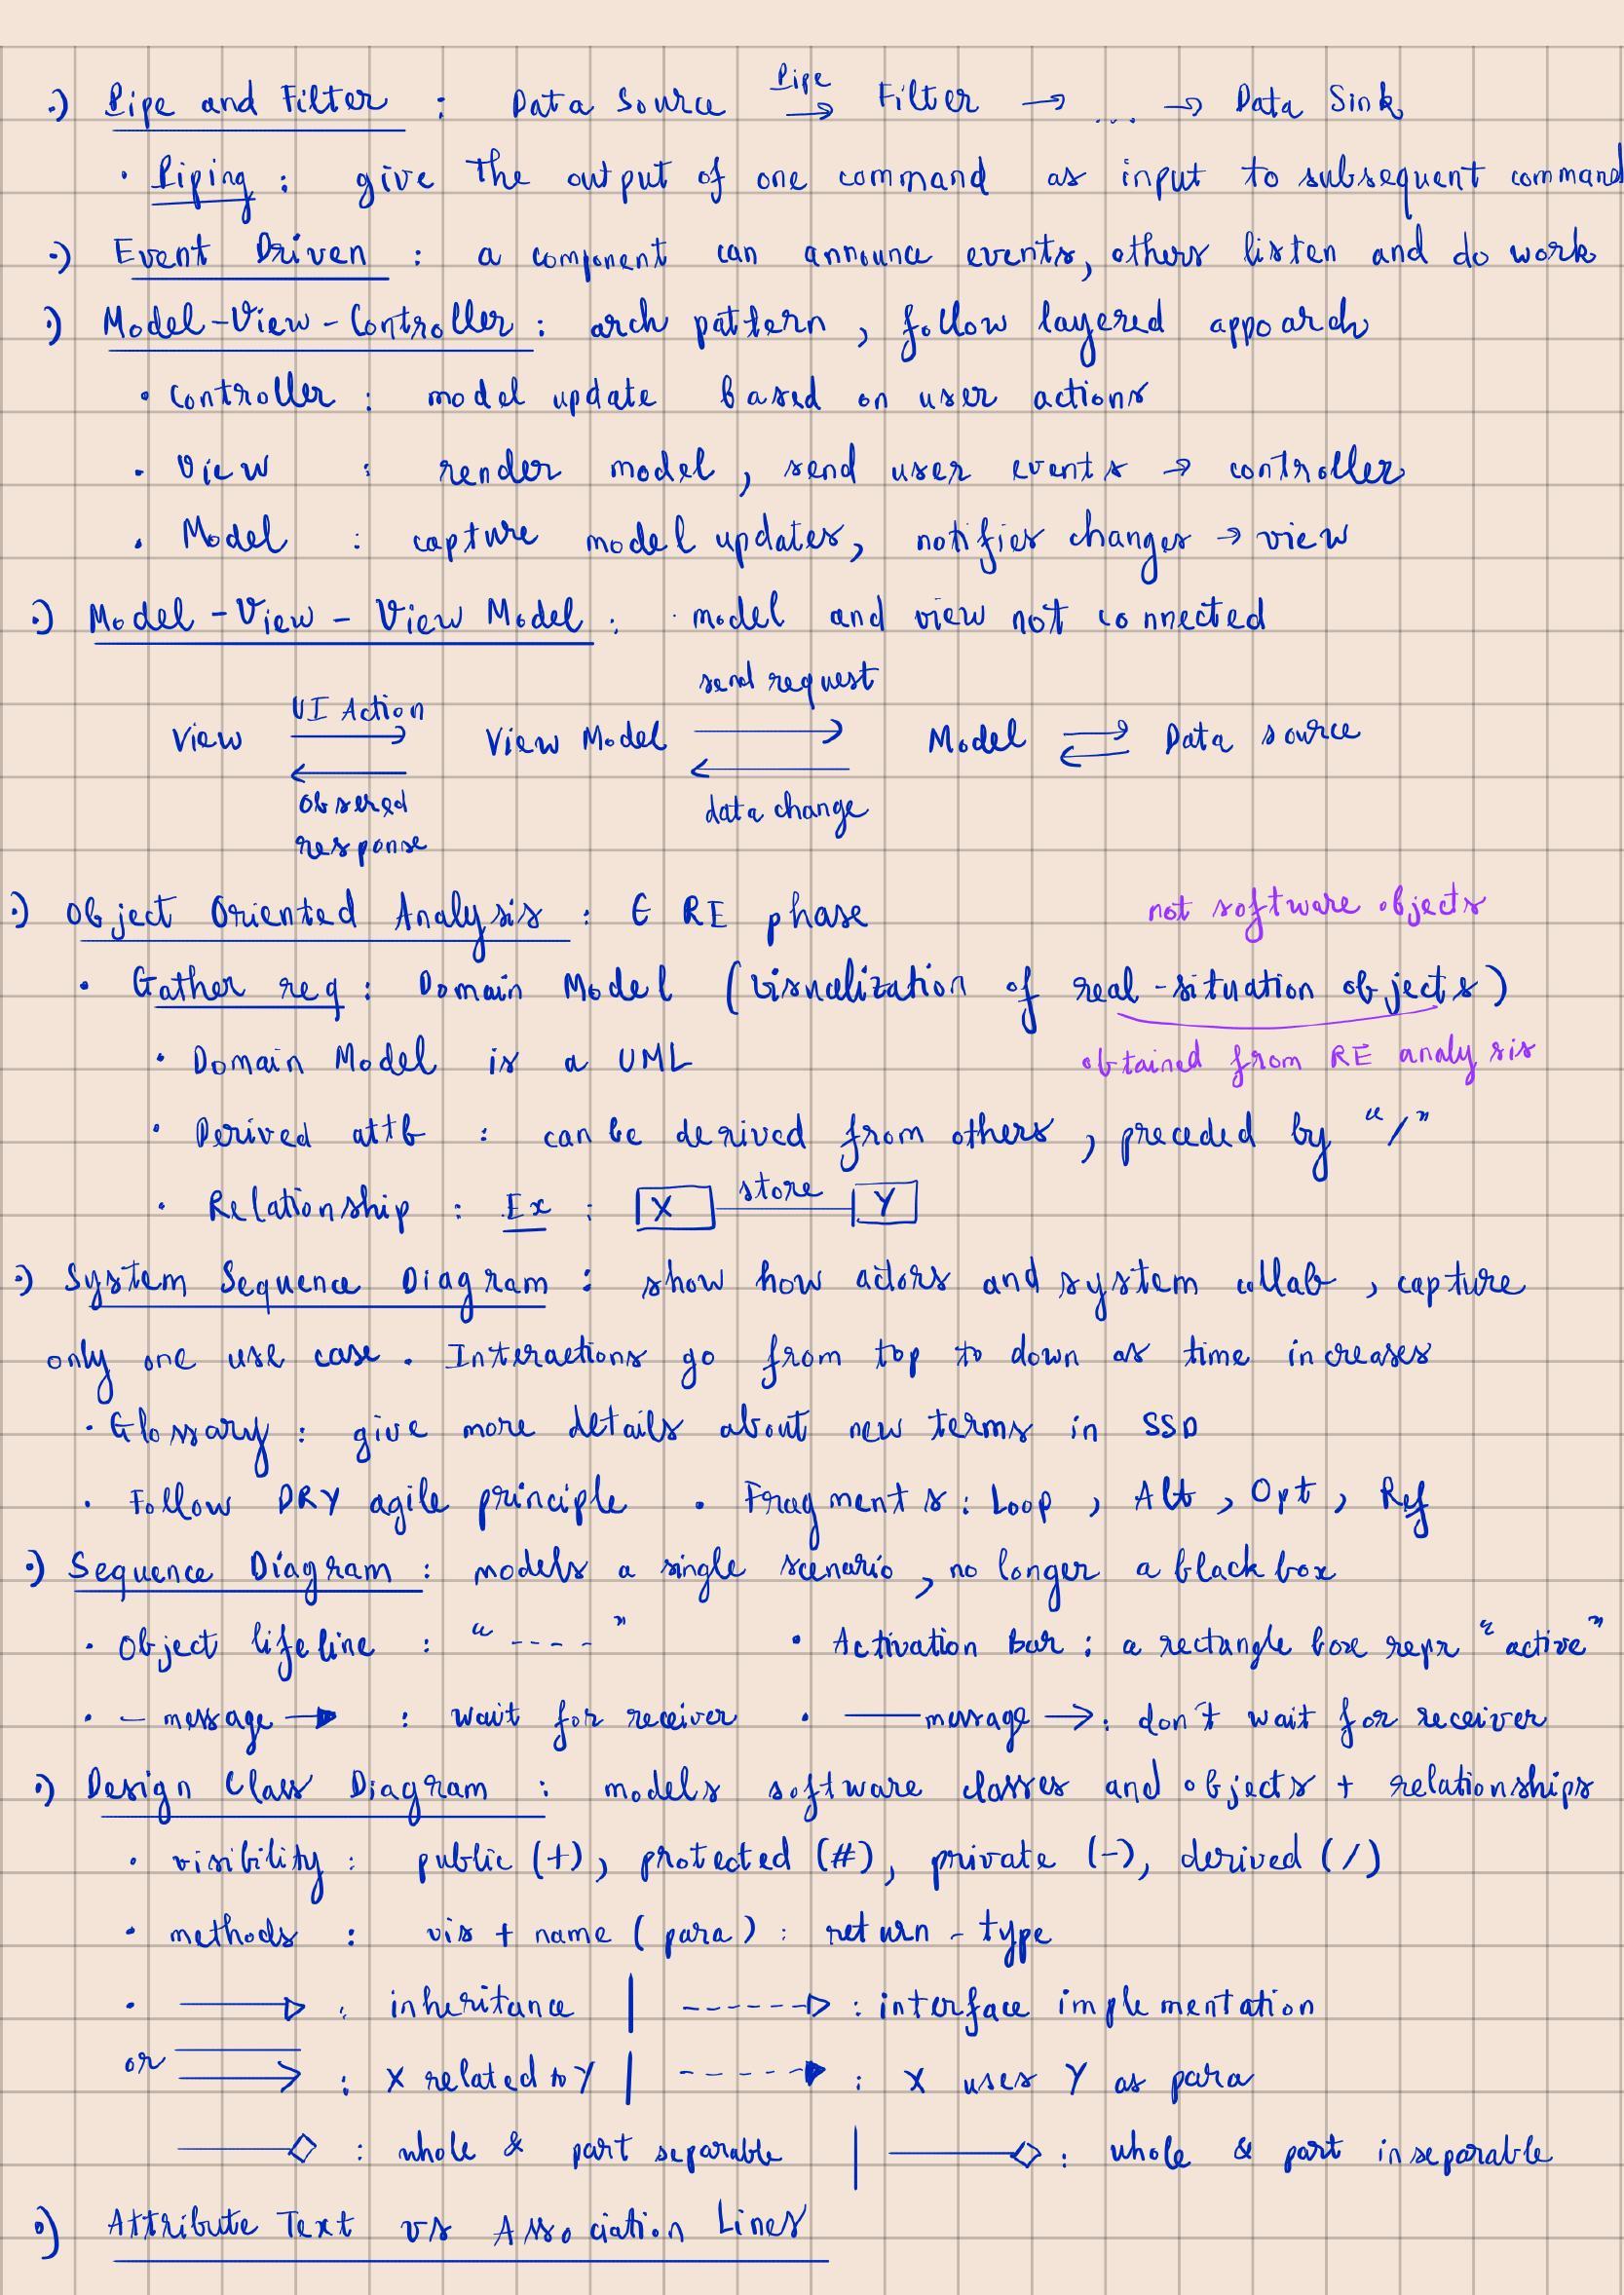 •) Pipe and Filter : Data Source Pipe → Filter → ... → Data Sink
• Piping : give the output of one command as input to subsequent command
•) Event Driven : a component can announce events, others listen and do work
•) Model-View-Controller : arch pattern, follow layered appoarch
• controller : model update based on user actions
• View : render model, send user events → controller
• Model : capture model updates, notifies changes → view
•) Model-View-View Model : model and view not connected
send request
UI Action
View → View Model → Model ⇄ Data source
←
obsered data change
response
•) Object Oriented Analysis : ∈ RE phase not software objects
• Gather req : Domain Model (visualization of real-situation objects)
• Domain Model is a UML obtained from RE analysis
• Derived attb : can be derived from others, preceded by "/"
• Relationship : Ex : X store Y
•) System Sequence Diagram : show how actors and system collab, capture
only one use case. Interactions go from top to down as time increases
• Glossary : give more details about new terms in SSD
• Follow DRY agile principle • Fragments : Loop, Alt, Opt, Ref
•) Sequence Diagram : models a single scenario, no longer a black box
• Object lifeline : "----" • Activation Bar : a rectangle box repr "active"
• — message —▶ : wait for receiver • — message → : don't wait for receiver
•) Design Class Diagram : models software classes and objects + relationships
• visibility : public (+), protected (#), private (-), derived (/)
• methods : vis + name (para) : return-type
• ——▷ : inheritance | ----▷ : interface implementation
or ——> : X related to Y | ----▶ : X uses Y as para
——◇ : whole & part separable | ——◇ : whole & part inseparable
•) Attribute Text vs Association Lines